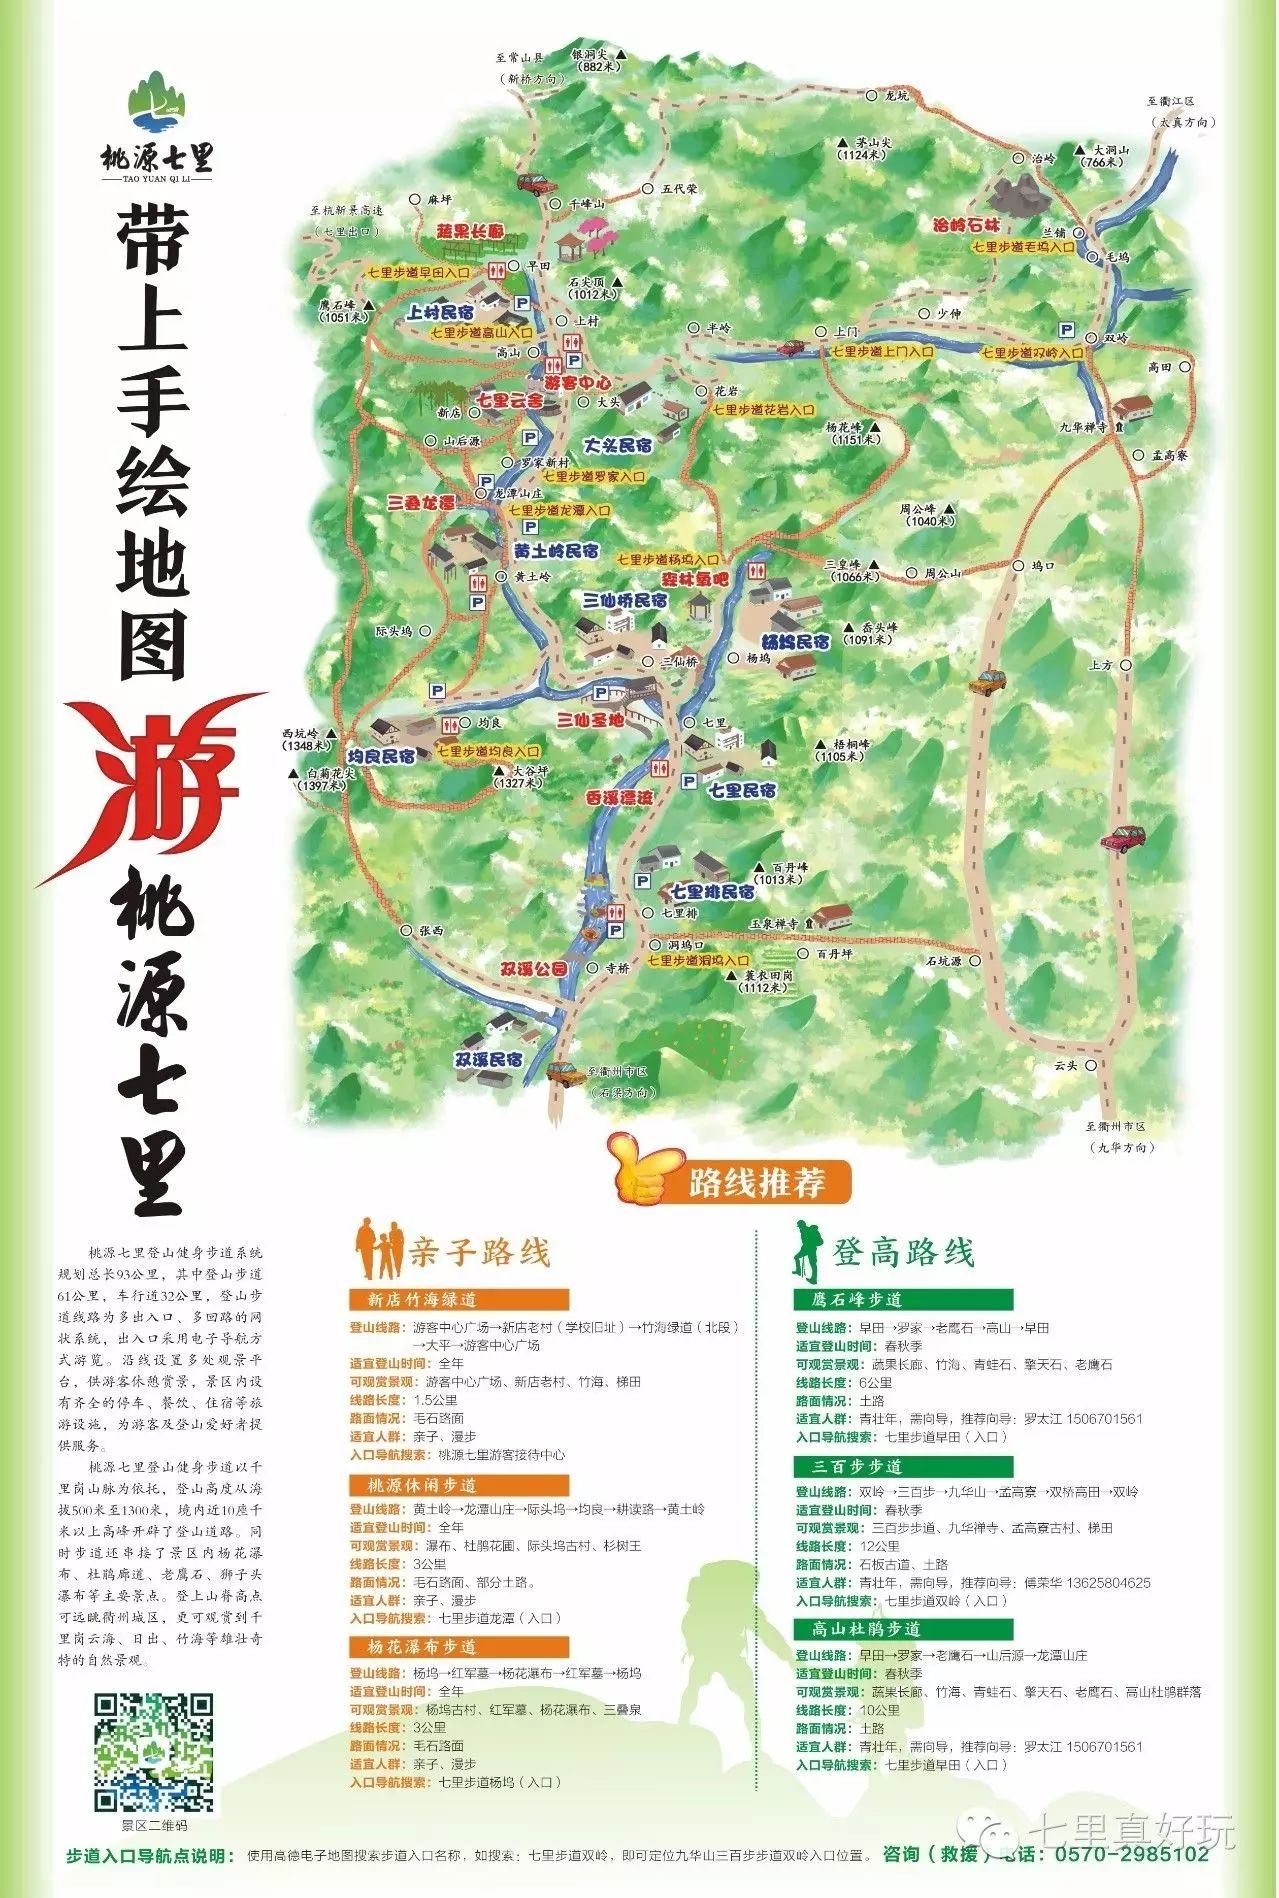 桃源七里
TAO YUAN QI LI
带上手绘地图
游
桃源七里
至常山县
（新桥方向）
银洞尖
(882米)
龙坑
至衢江区
（太真方向）
茅山尖
(1124米)
治岭
大洞山
(766米)
麻坪
五代荣
千峰山
至杭新景高速
（七里出口）
蔬果长廊
治岭石林
兰铺
七里步道毛坞入口
毛坞
七里步道早田入口
早田
石尖顶
(1012米)
鹰石峰
(1051米)
上村民宿
上村
七里步道高山入口
半岭
上门
少伸
双岭
高山
七里步道上门入口
七里步道双岭入口
高田
游客中心
七里云舍
大头
花岩
七里步道花岩入口
新店
山后源
大头民宿
杨花峰
(1151米)
九华禅寺
孟高寮
罗家新村
七里步道罗家入口
三叠龙潭
龙潭山庄
七里步道龙潭入口
周公峰
(1040米)
黄土岭民宿
七里步道杨坞入口
黄土岭
森林氧吧
三皇峰
(1066米)
周公山
坞口
三仙桥民宿
际头坞
杨坞民宿
岙头峰
(1091米)
三仙桥
杨坞
上方
西坑岭
(1348米)
均良
三仙圣地
七里
均良民宿
七里步道均良入口
梧桐峰
(1105米)
白菊花尖
(1397米)
大谷坪
(1327米)
香溪漂流
七里民宿
百丹峰
(1013米)
七里排民宿
七里排
玉泉禅寺
张西
洞坞口
七里步道洞坞入口
百丹坪
石坑源
双溪公园
寺桥
蓑衣田岗
(1112米)
双溪民宿
至衢州市区
（石梁方向）
云头
至衢州市区
（九华方向）
路线推荐
桃源七里登山健身步道系统
规划总长93公里，其中登山步道
61公里，车行道32公里，登山步
道线路为多出入口、多回路的网
状系统，出入口采用电子导航方
式游览。沿线设置多处观景平
台，供游客休憩赏景，景区内设
有齐全的停车、餐饮、住宿等旅
游设施，为游客及登山爱好者提
供服务。
桃源七里登山健身步道以千
里岗山脉为依托，登山高度从海
拔500米至1300米，境内近10座千
米以上高峰开辟了登山道路。同
时步道还串接了景区内杨花瀑
布、杜鹃廊道、老鹰石、狮子头
瀑布等主要景点。登上山脊高点
可远眺衢州城区，更可观赏到千
里岗云海、日出、竹海等雄壮奇
特的自然景观。
景区二维码
亲子路线
新店竹海绿道
登山线路：游客中心广场→新店老村（学校旧址）→竹海绿道（北段）
→大平→游客中心广场
适宜登山时间：全年
可观赏景观：游客中心广场、新店老村、竹海、梯田
线路长度：1.5公里
路面情况：毛石路面
适宜人群：亲子、漫步
入口导航搜索：桃源七里游客接待中心
桃源休闲步道
登山线路：黄土岭→龙潭山庄→际头坞→均良→耕读路→黄土岭
适宜登山时间：全年
可观赏景观：瀑布、杜鹃花圃、际头坞古村、杉树王
线路长度：3公里
路面情况：毛石路面、部分土路。
适宜人群：亲子、漫步
入口导航搜索：七里步道龙潭（入口）
杨花瀑布步道
登山线路：杨坞→红军墓→杨花瀑布→红军墓→杨坞
适宜登山时间：全年
可观赏景观：杨坞古村、红军墓、杨花瀑布、三叠泉
线路长度：3公里
路面情况：毛石路面
适宜人群：亲子、漫步
入口导航搜索：七里步道杨坞（入口）
登高路线
鹰石峰步道
登山线路：早田→罗家→老鹰石→高山→早田
适宜登山时间：春秋季
可观赏景观：蔬果长廊、竹海、青蛙石、擎天石、老鹰石
线路长度：6公里
路面情况：土路
适宜人群：青壮年，需向导，推荐向导：罗太江 1506701561
入口导航搜索：七里步道早田（入口）
三百步步道
登山线路：双岭→三百步→九华山→孟高寮→双桥高田→双岭
适宜登山时间：春秋季
可观赏景观：三百步步道、九华禅寺、孟高寮古村、梯田
线路长度：12公里
路面情况：石板古道、土路
适宜人群：青壮年，需向导，推荐向导：傅荣华 13625804625
入口导航搜索：七里步道双岭（入口）
高山杜鹃步道
登山线路：早田→罗家→老鹰石→山后源→龙潭山庄
适宜登山时间：春秋季
可观赏景观：蔬果长廊、竹海、青蛙石、擎天石、老鹰石、高山杜鹃群落
线路长度：10公里
路面情况：土路
适宜人群：青壮年，需向导，推荐向导：罗太江 1506701561
入口导航搜索：七里步道早田（入口）
七里真好玩
步道入口导航点说明：使用高德电子地图搜索步道入口名称，如搜索：七里步道双岭，即可定位九华山三百步步道双岭入口位置。咨询（救援）电话：0570-2985102